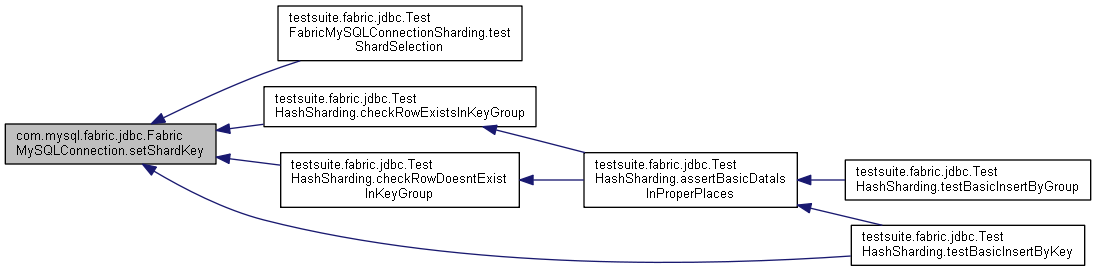 testsuite.fabric.jdbc.Test
FabricMySQLConnectionSharding.test
ShardSelection
testsuite.fabric.jdbc.Test
HashSharding.checkRowExistsInKeyGroup
com.mysql.fabric.jdbc.Fabric
MySQLConnection.setShardKey
testsuite.fabric.jdbc.Test
HashSharding.checkRowDoesntExist
InKeyGroup
testsuite.fabric.jdbc.Test
HashSharding.assertBasicDataIs
InProperPlaces
testsuite.fabric.jdbc.Test
HashSharding.testBasicInsertByGroup
testsuite.fabric.jdbc.Test
HashSharding.testBasicInsertByKey